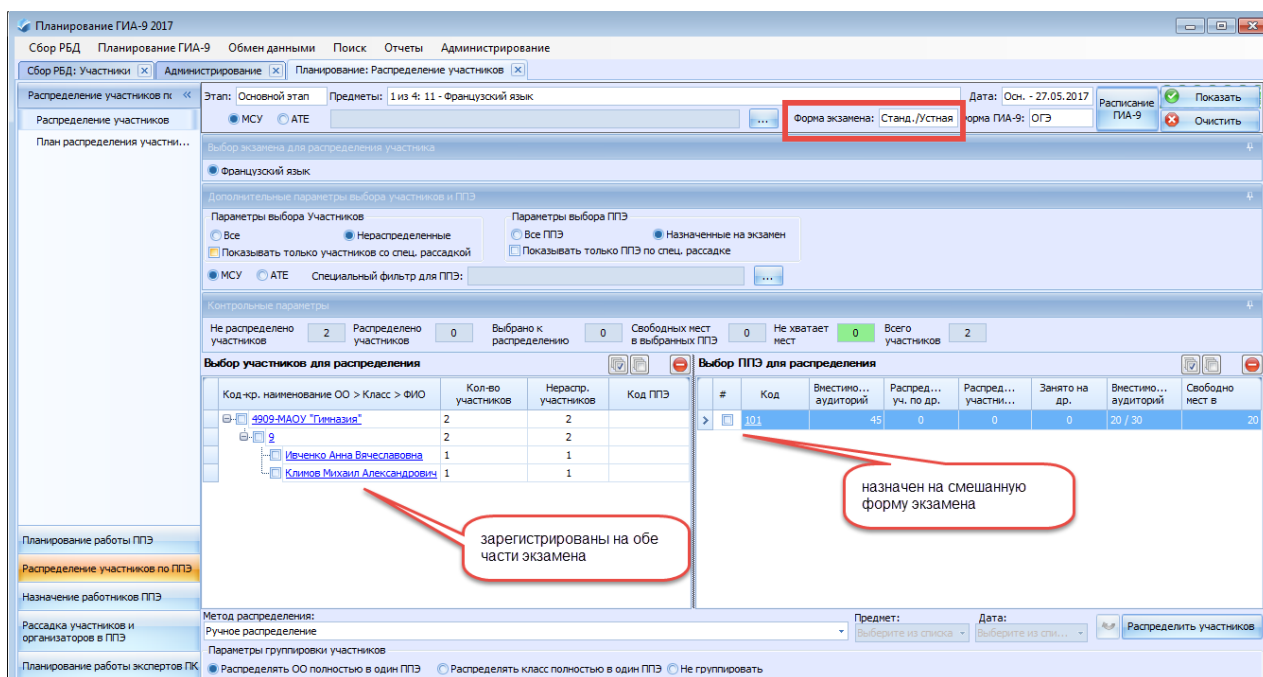 Планирование ГИА-9 2017
Сбор РБД Планирование ГИА-9 Обмен данными Поиск Отчеты Администрирование
Сбор РБД: Участники Администрирование Планирование: Распределение участников
Распределение участников пс «
Распределение участников
План распределения участни...
Этап: Основной этап Предметы: 1 из 4: 11 - Французский язык Дата: Осн. - 27.05.2017
МСУ АТЕ ... Форма экзамена: Станд./Устная Форма ГИА-9: ОГЭ
Расписание ГИА-9
Показать
Очистить
Выбор экзамена для распределения участника
Французский язык
Дополнительные параметры выбора участников и ППЭ
Параметры выбора Участников Параметры выбора ППЭ
Все Нераспределенные Все ППЭ Назначенные на экзамен
Показывать только участников со спец. рассадкой Показывать только ППЭ по спец. рассадке
МСУ АТЕ Специальный фильтр для ППЭ: ...
Контрольные параметры
Не распределено участников 2 Распределено участников 0 Выбрано к распределению 0 Свободных мест в выбранных ППЭ 0 Не хватает мест 0 Всего участников 2
Выбор участников для распределения
Код-кр. наименование ОО > Класс > ФИО Кол-во участников Нераспр. участников Код ППЭ
4909-МАОУ "Гимназия" 2 2
9 2 2
Ивченко Анна Вячеславовна 1 1
Климов Михаил Александрович 1 1
зарегистрированы на обе
части экзамена
Выбор ППЭ для распределения
# Код Вместимо... аудиторий Распред... уч. по др. Распред... участни... Занято на др. Вместимо... аудиторий Свободно мест в
101 45 0 0 0 20 / 30 20
назначен на смешанную
форму экзамена
Планирование работы ППЭ
Распределение участников по ППЭ
Назначение работников ППЭ
Рассадка участников и
организаторов в ППЭ
Планирование работы экспертов ПК
Метод распределения: Предмет: Дата:
Ручное распределение Выберите из списка Выберите из спи... Распределить участников
Параметры группировки участников
Распределять ОО полностью в один ППЭ Распределять класс полностью в один ППЭ Не группировать